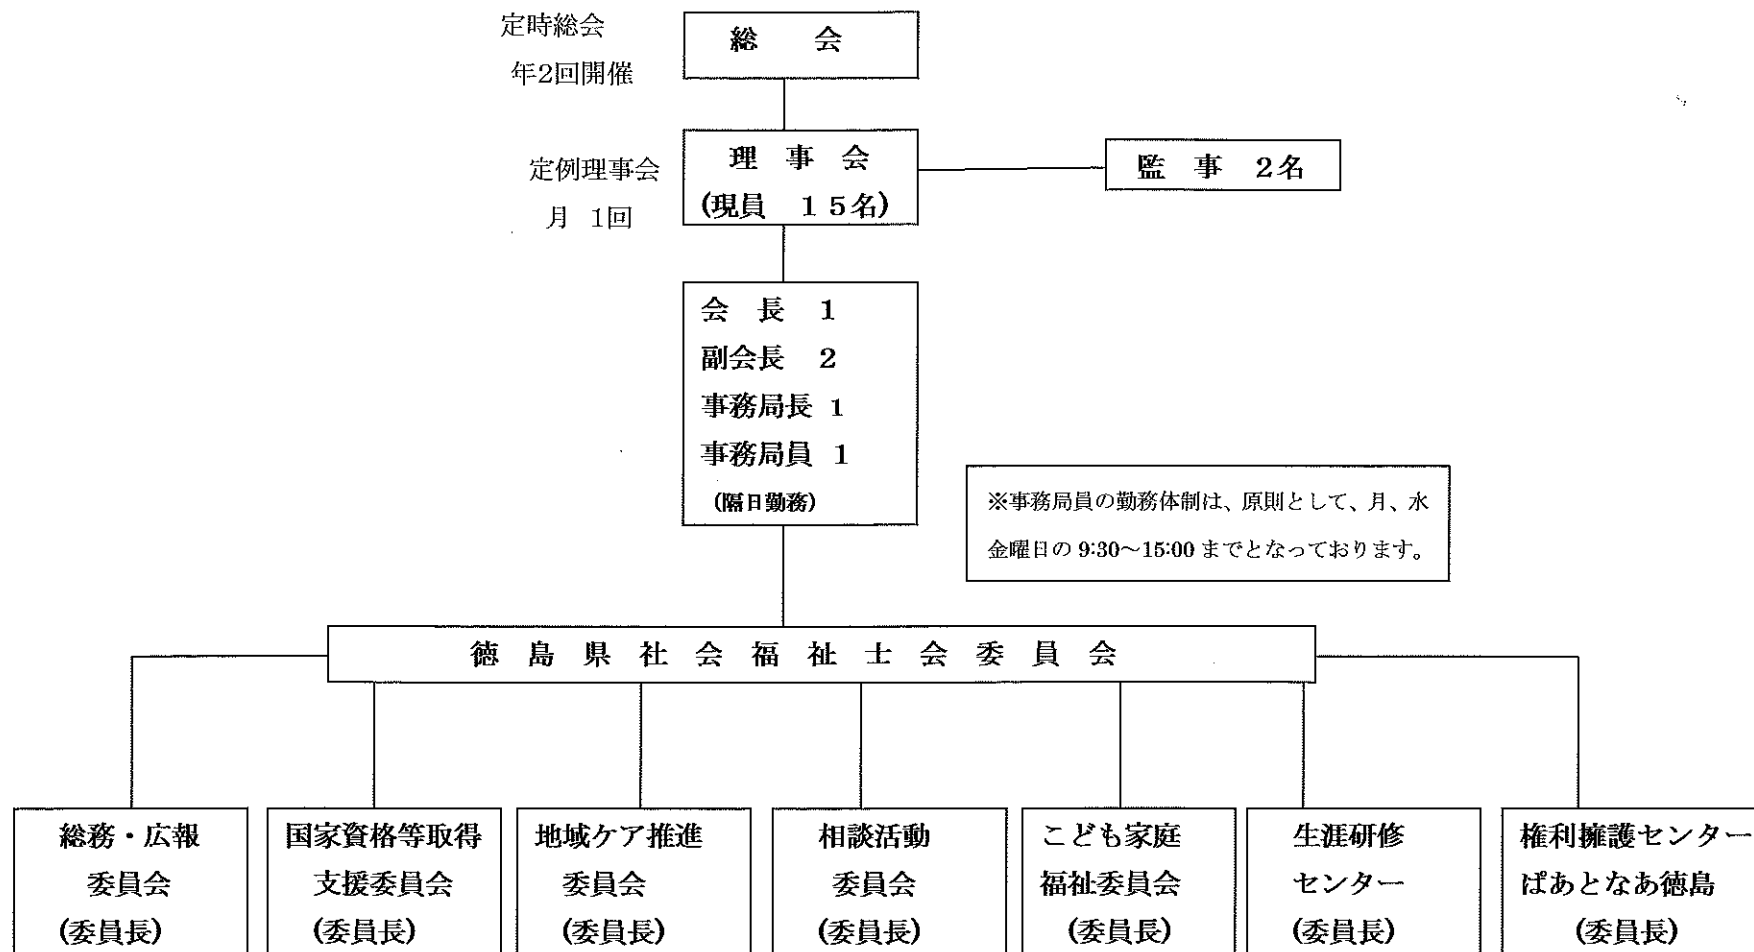 定時総会
年2回開催
総 会
定例理事会
月 1回
理 事 会
(現員 15名)
監 事 2名
会 長 1
副会長 2
事務局長 1
事務局員 1
(隔日勤務)
※事務局員の勤務体制は、原則として、月、水
金曜日の 9:30~15:00 までとなっております。
徳 島 県 社 会 福 祉 士 会 委 員 会
総務・広報
委員会
(委員長)
国家資格等取得
支援委員会
(委員長)
地域ケア推進
委員会
(委員長)
相談活動
委員会
(委員長)
こども家庭
福祉委員会
(委員長)
生涯研修
センター
(委員長)
権利擁護センター
ぱあとなあ徳島
(委員長)